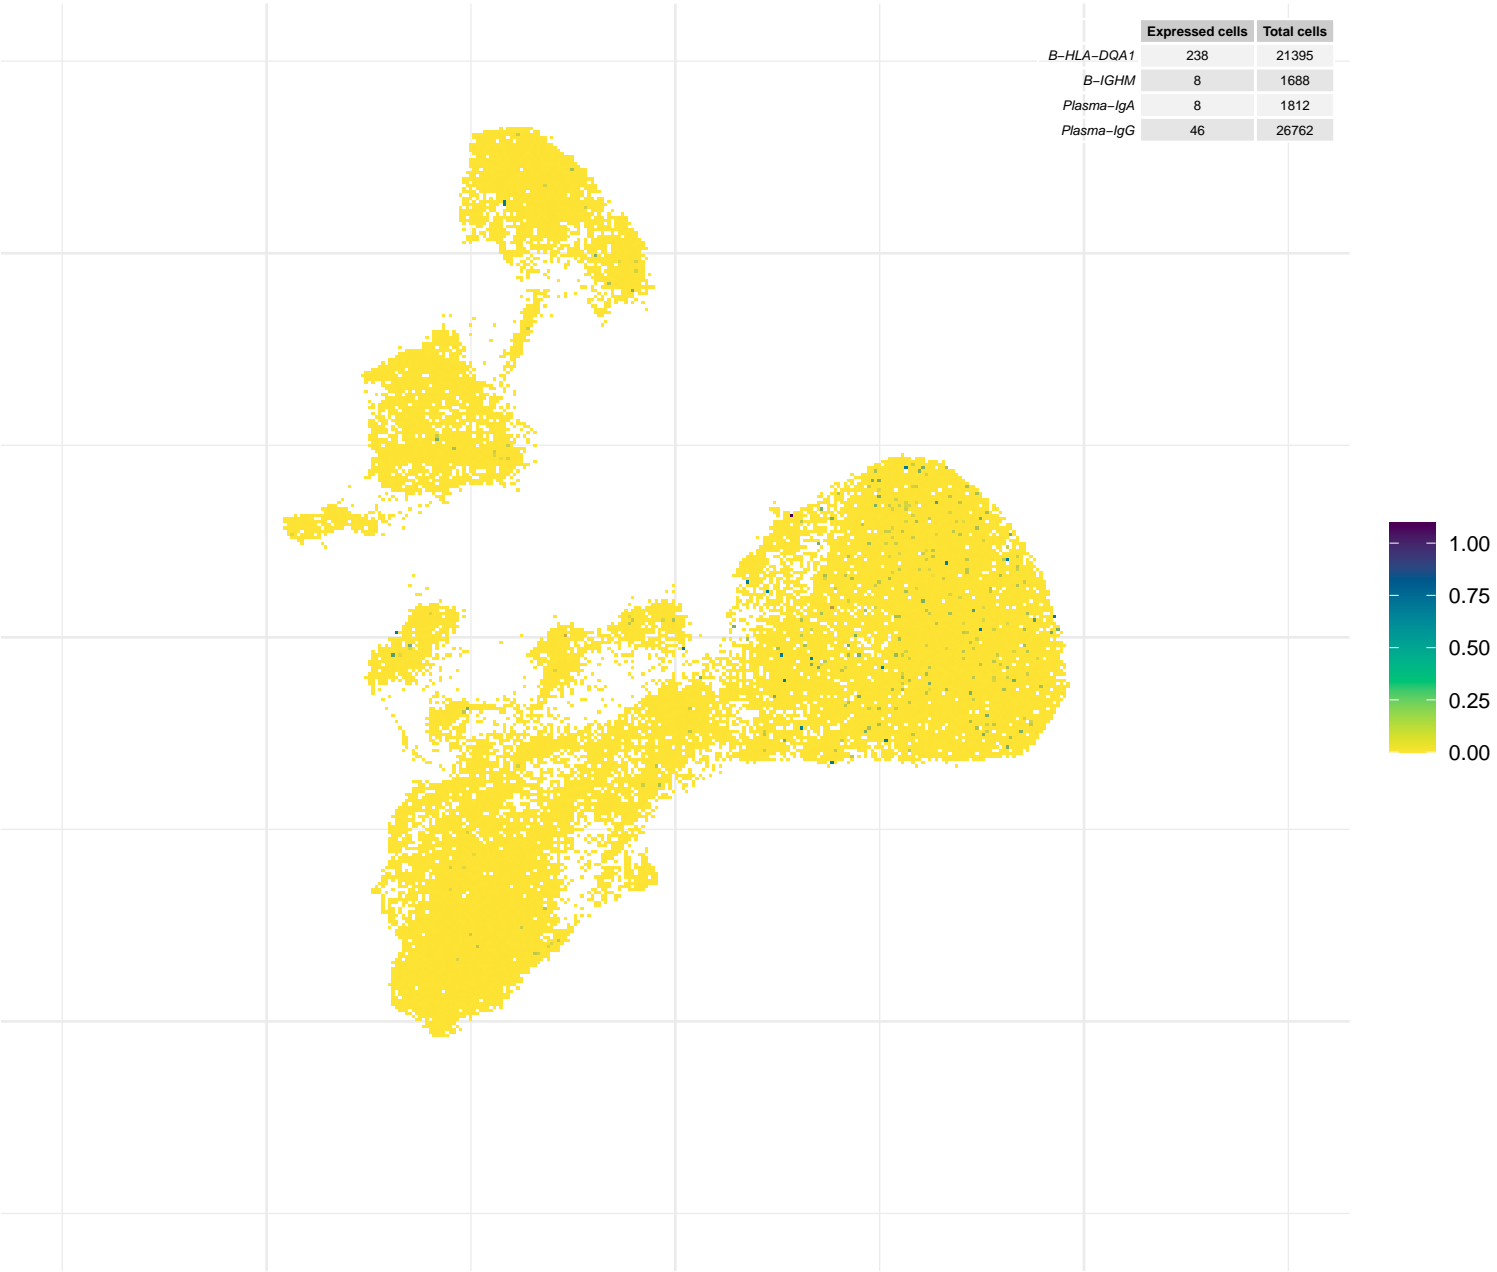 Expressed cells Total cells
B−HLA−DQA1 238 21395
B−IGHM 8 1688
Plasma−IgA 8 1812
Plasma−IgG 46 26762
1.00
0.75
0.50
0.25
0.00